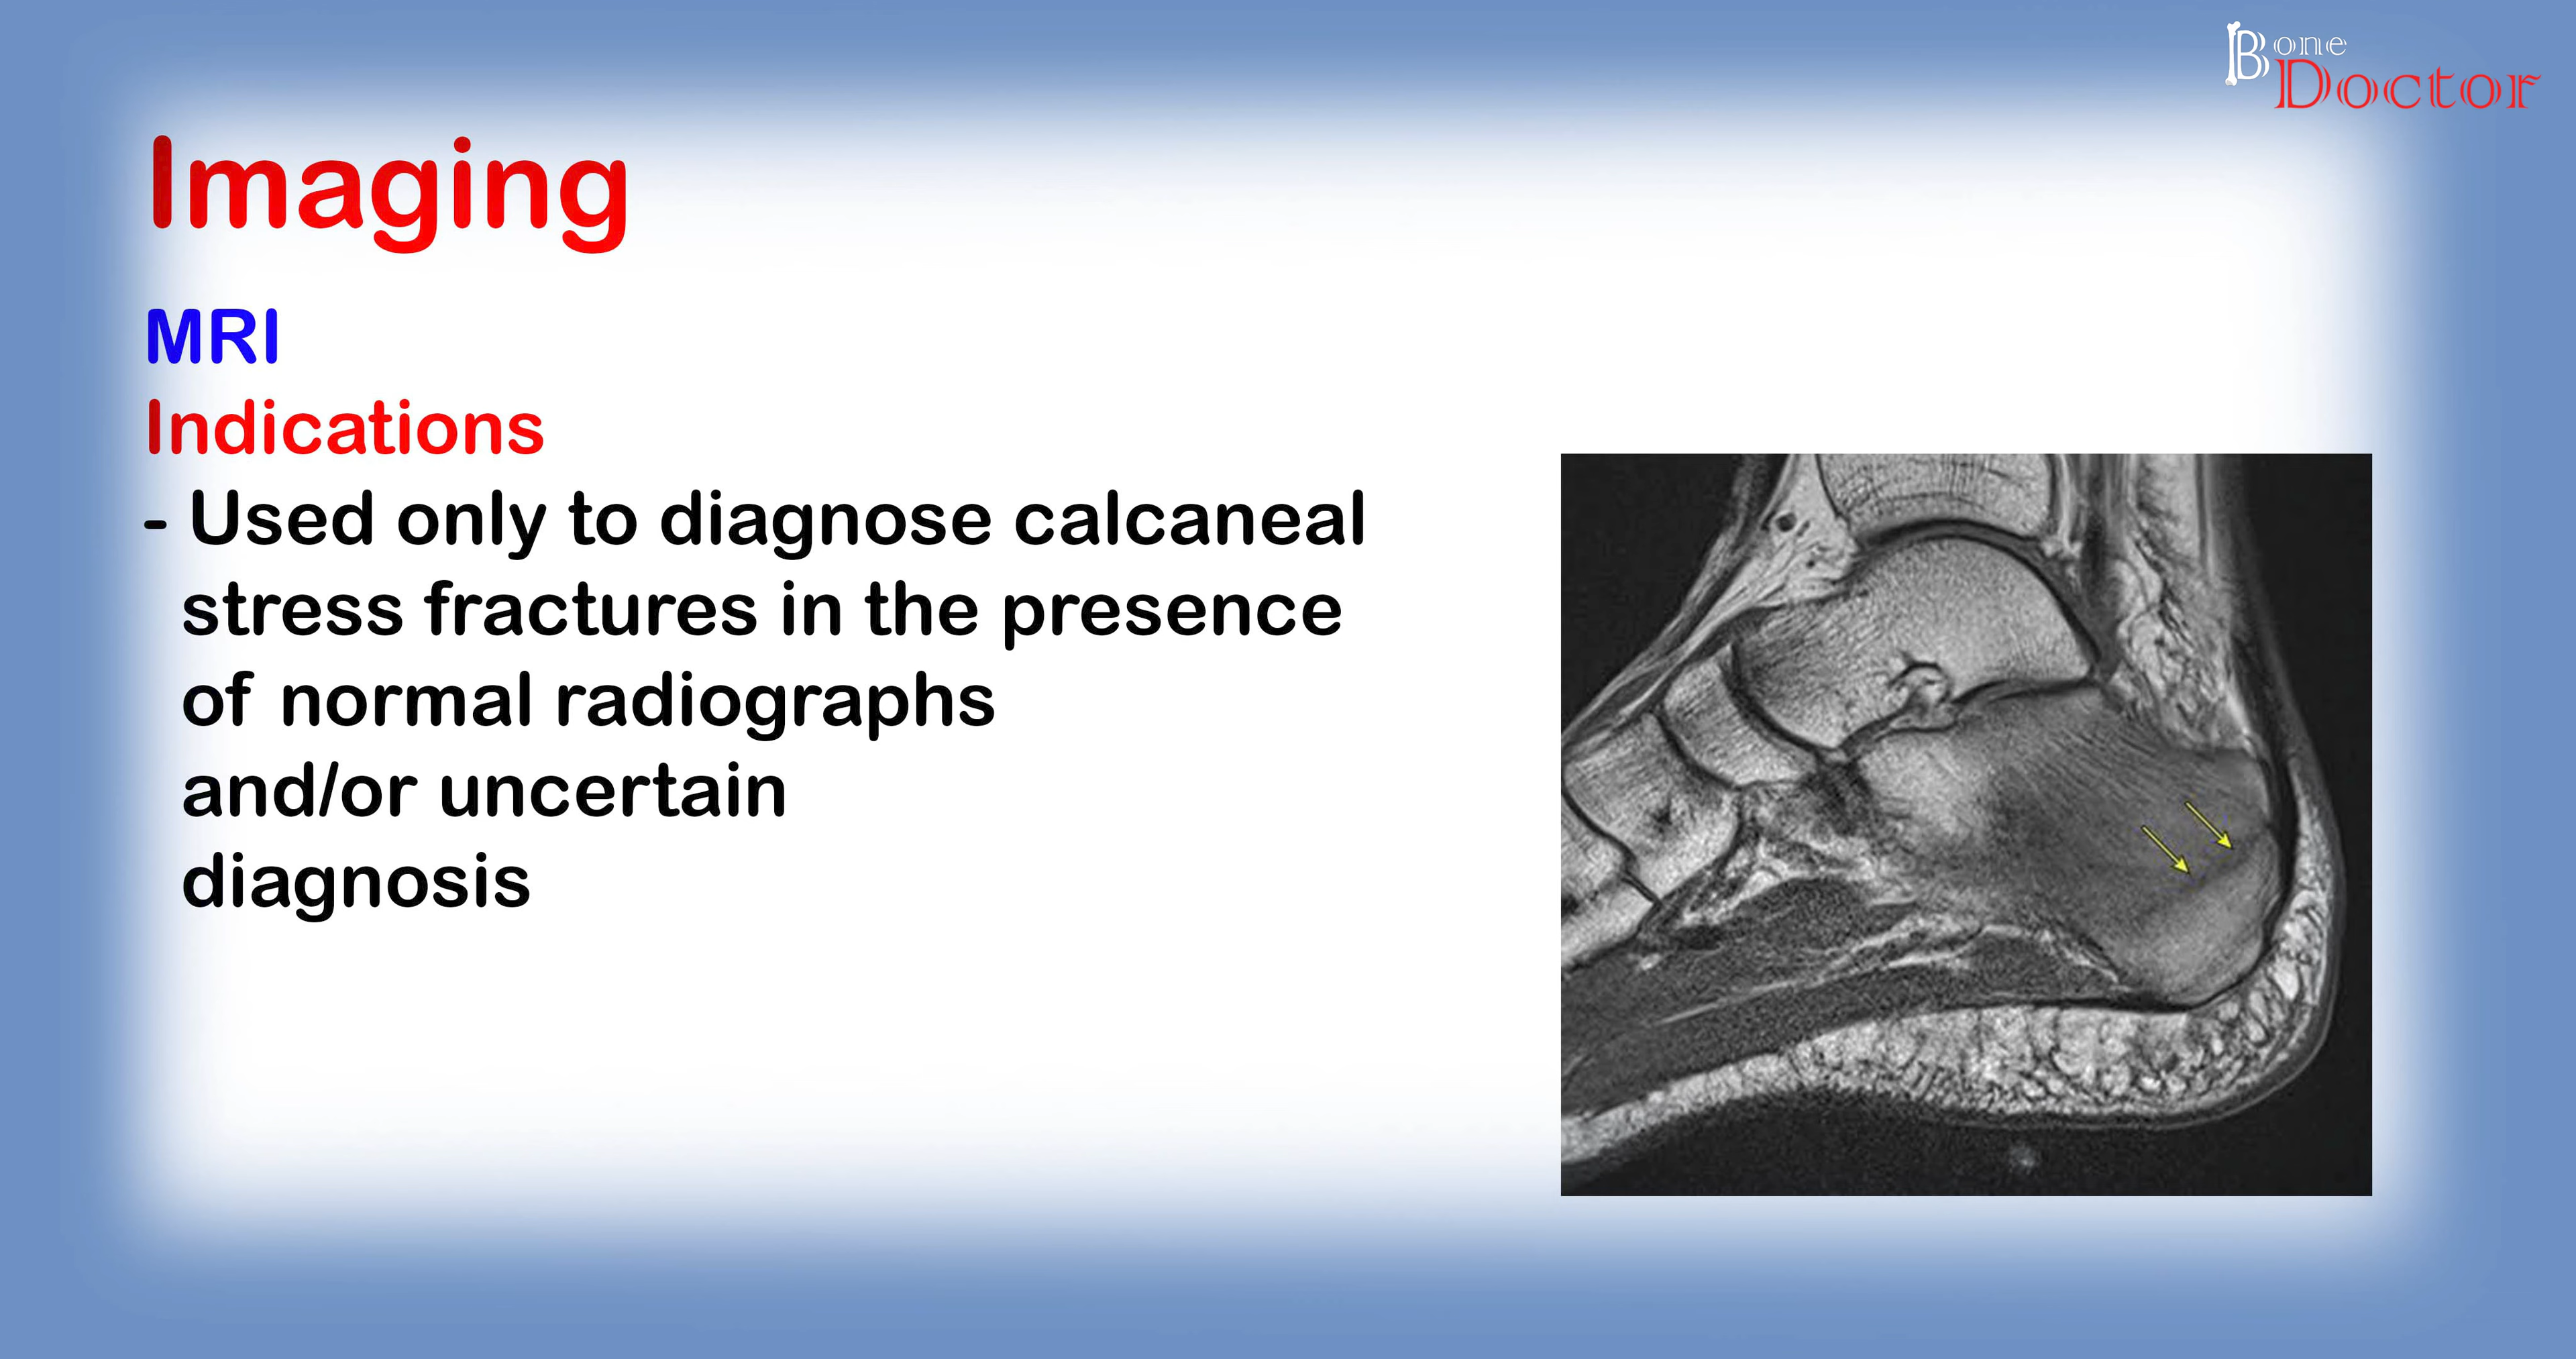 Bone
Doctor
Imaging
MRI
Indications
- Used only to diagnose calcaneal
stress fractures in the presence
of normal radiographs
and/or uncertain
diagnosis